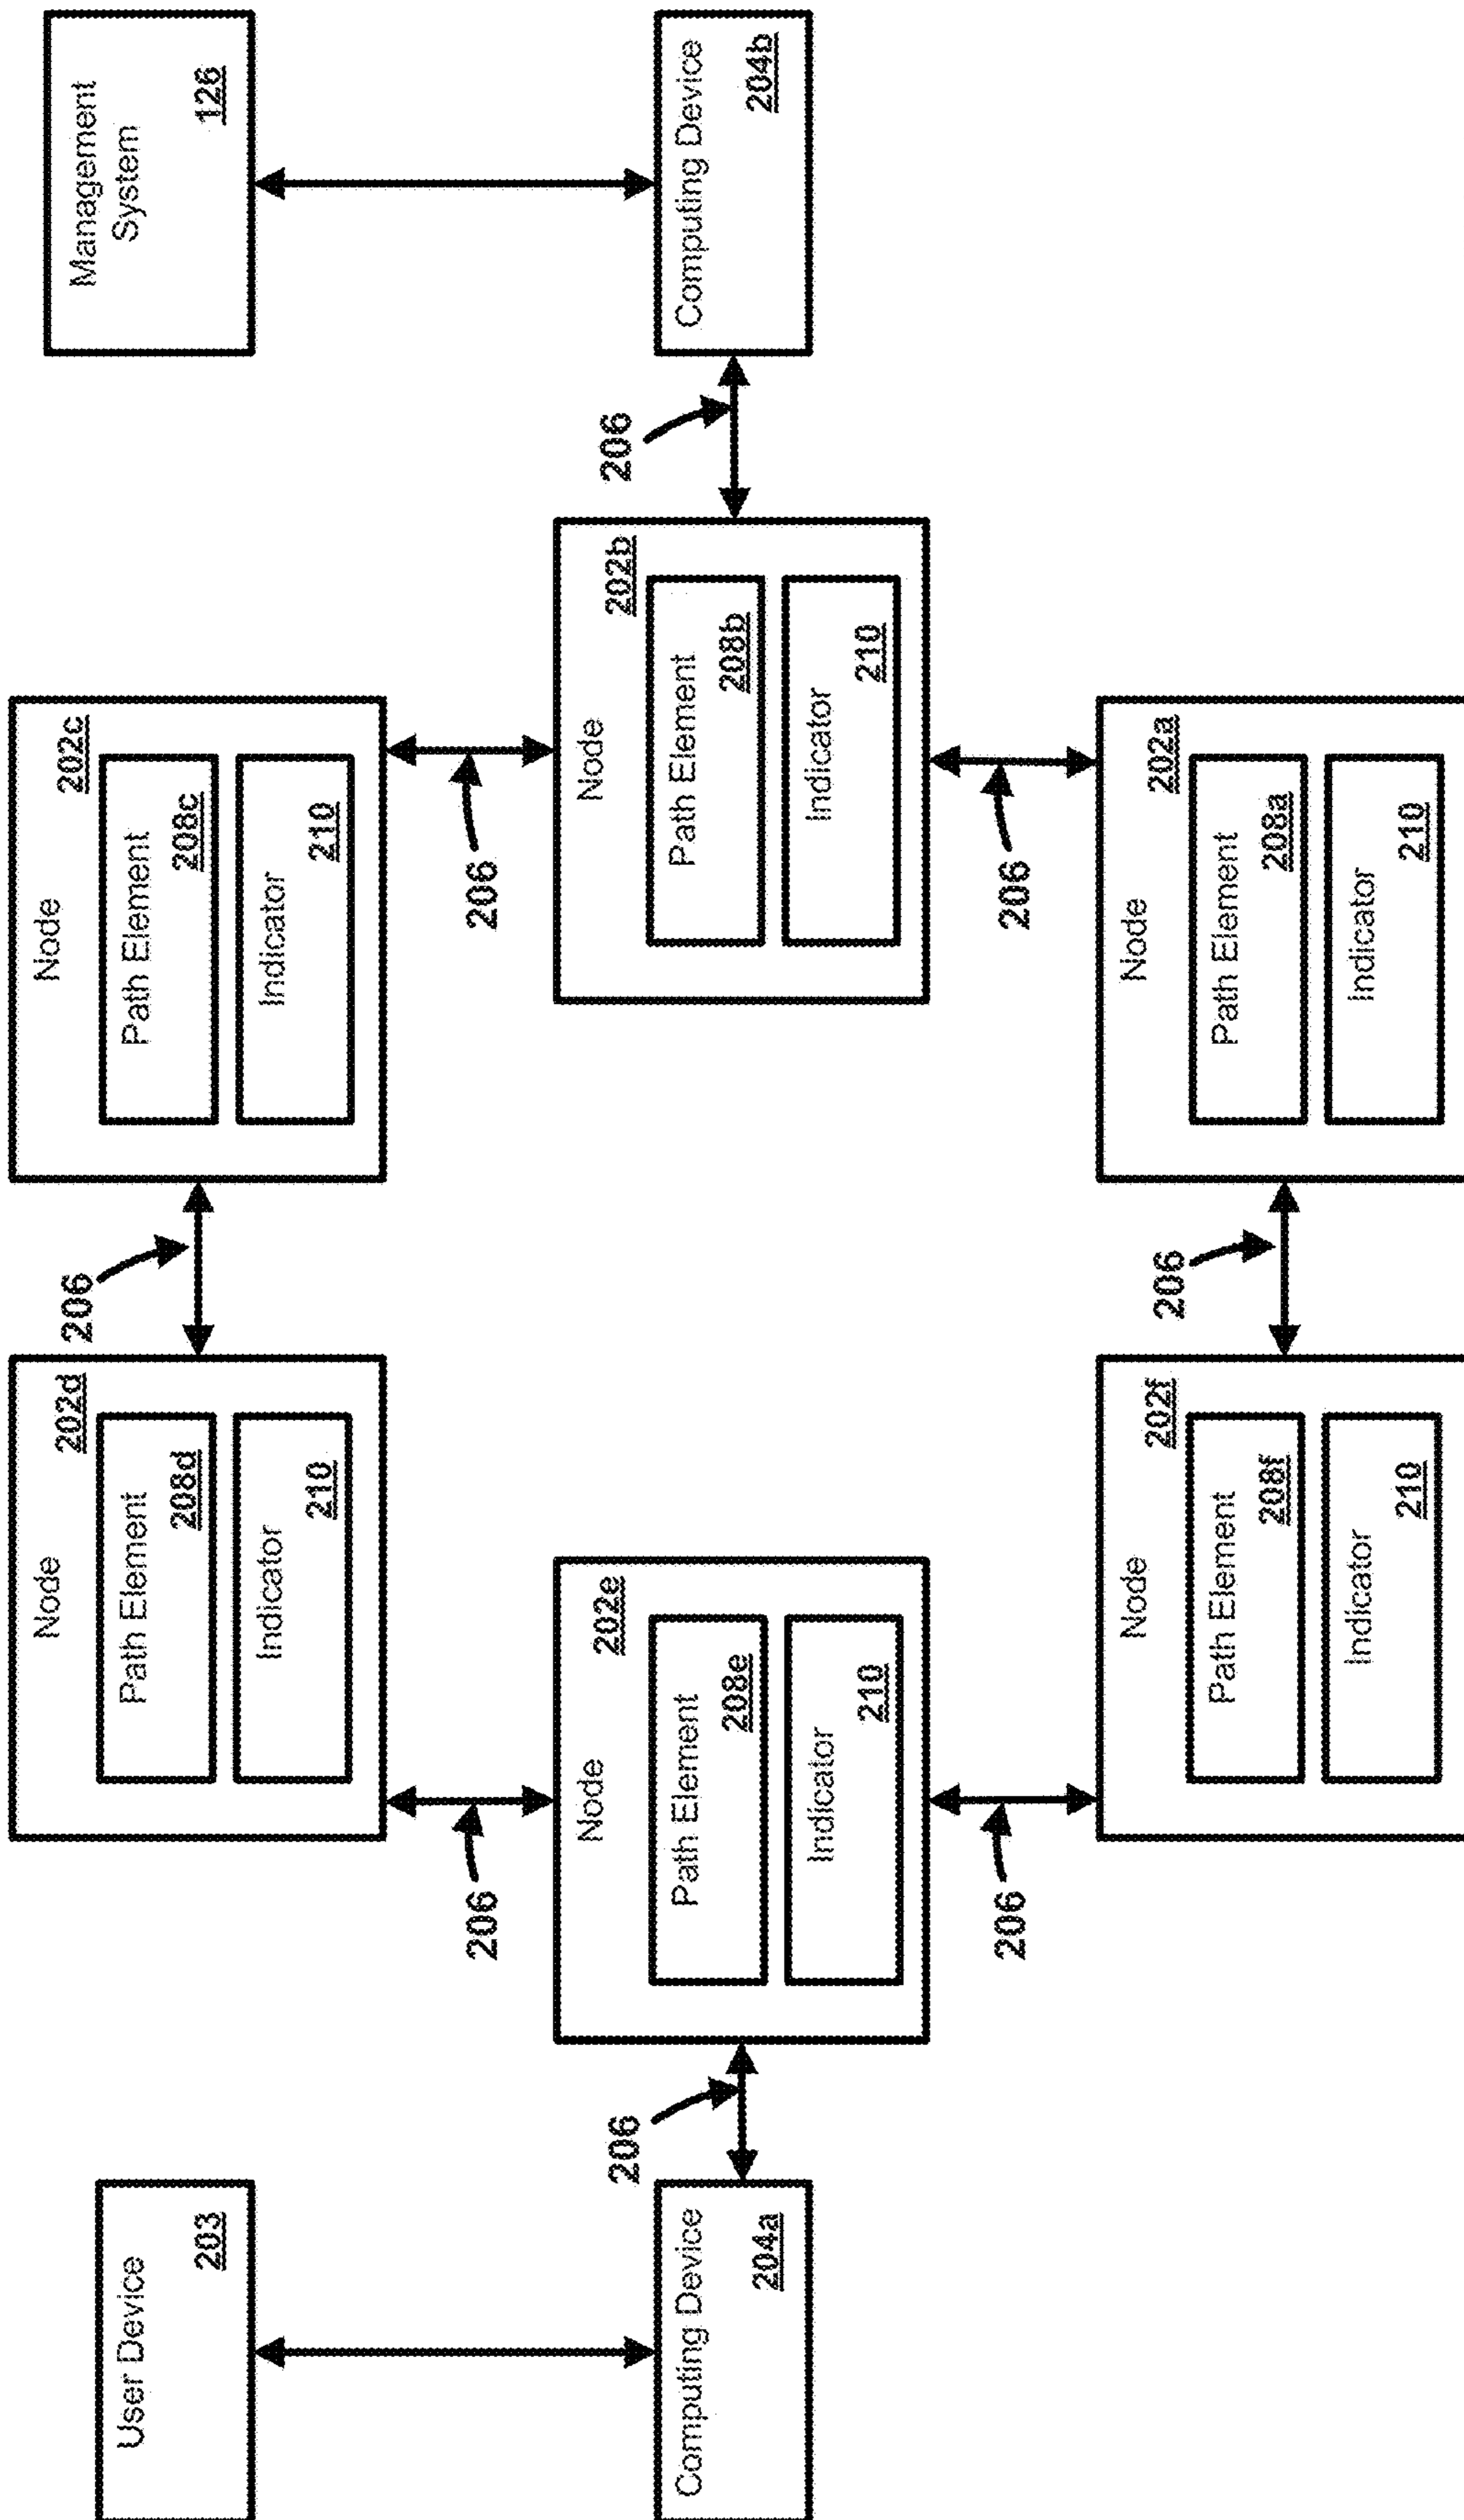 User Device
203
Node
202d
Path Element
208d
Indicator
210
206
Node
202c
Path Element
208c
Indicator
210
Management
System
126
206
206
Computing Device
204a
206
Node
202e
Path Element
208e
Indicator
210
Node
202b
Path Element
208b
Indicator
210
206
Computing Device
204b
206
206
Node
202f
Path Element
208f
Indicator
210
206
Node
202a
Path Element
208a
Indicator
210